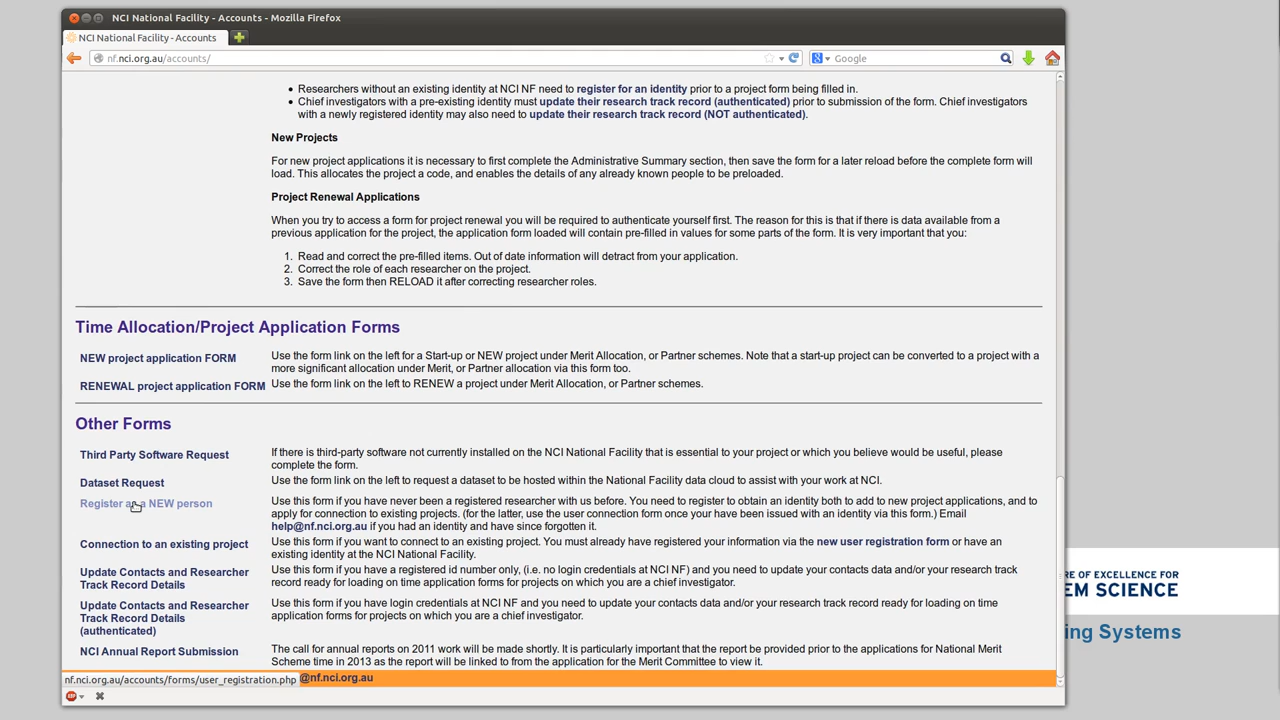 NCI National Facility - Accounts - Mozilla Firefox
NCI National Facility - Accounts
nf.nci.org.au/accounts/
Google
Researchers without an existing identity at NCI NF need to register for an identity prior to a project form being filled in.
Chief investigators with a pre-existing identity must update their research track record (authenticated) prior to submission of the form. Chief investigators
with a newly registered identity may also need to update their research track record (NOT authenticated).
New Projects
For new project applications it is necessary to first complete the Administrative Summary section, then save the form for a later reload before the complete form will
load. This allocates the project a code, and enables the details of any already known people to be preloaded.
Project Renewal Applications
When you try to access a form for project renewal you will be required to authenticate yourself first. The reason for this is that if there is data available from a
previous application for the project, the application form loaded will contain pre-filled in values for some parts of the form. It is very important that you:
1. Read and correct the pre-filled items. Out of date information will detract from your application.
2. Correct the role of each researcher on the project.
3. Save the form then RELOAD it after correcting researcher roles.
Time Allocation/Project Application Forms
NEW project application FORM
Use the form link on the left for a Start-up or NEW project under Merit Allocation, or Partner schemes. Note that a start-up project can be converted to a project with a
more significant allocation under Merit, or Partner allocation via this form too.
RENEWAL project application FORM
Use the form link on the left to RENEW a project under Merit Allocation, or Partner schemes.
Other Forms
Third Party Software Request
If there is third-party software not currently installed on the NCI National Facility that is essential to your project or which you believe would be useful, please
complete the form.
Dataset Request
Use the form link on the left to request a dataset to be hosted within the National Facility data cloud to assist with your work at NCI.
Register as a NEW person
Use this form if you have never been a registered researcher with us before. You need to register to obtain an identity both to add to new project applications, and to
apply for connection to existing projects. (for the latter, use the user connection form once your have been issued with an identity via this form.) Email
help@nf.nci.org.au if you had an identity and have since forgotten it.
Connection to an existing project
Use this form if you want to connect to an existing project. You must already have registered your information via the new user registration form or have an
existing identity at the NCI National Facility.
Update Contacts and Researcher
Track Record Details
Use this form if you have a registered id number only, (i.e. no login credentials at NCI NF) and you need to update your contacts data and/or your research track
record ready for loading on time application forms for projects on which you are a chief investigator.
Update Contacts and Researcher
Track Record Details
(authenticated)
Use this form if you have login credentials at NCI NF and you need to update your contacts data and/or your research track record ready for loading on time
application forms for projects on which you are a chief investigator.
NCI Annual Report Submission
The call for annual reports on 2011 work will be made shortly. It is particularly important that the report be provided prior to the applications for National Merit
Scheme time in 2013 as the report will be linked to from the application for the Merit Committee to view it.
nf.nci.org.au/accounts/forms/user_registration.php
@nf.nci.org.au
RE OF EXCELLENCE FOR
EM SCIENCE
ing Systems